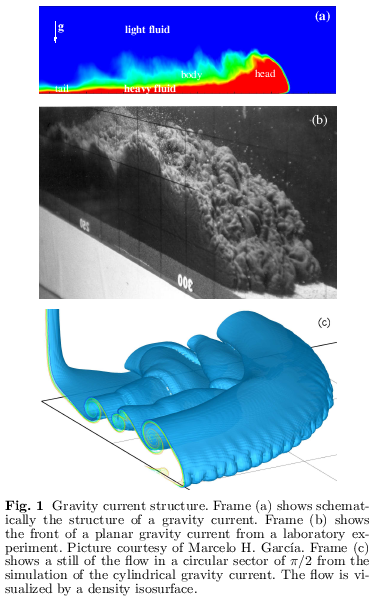 (a)
g
light fluid
body
head
tail
heavy fluid
(b)
280
300
(c)
Fig. 1 Gravity current structure. Frame (a) shows schemat-
ically the structure of a gravity current. Frame (b) shows
the front of a planar gravity current from a laboratory ex-
periment. Picture courtesy of Marcelo H. García. Frame (c)
shows a still of the flow in a circular sector of π/2 from the
simulation of the cylindrical gravity current. The flow is vi-
sualized by a density isosurface.